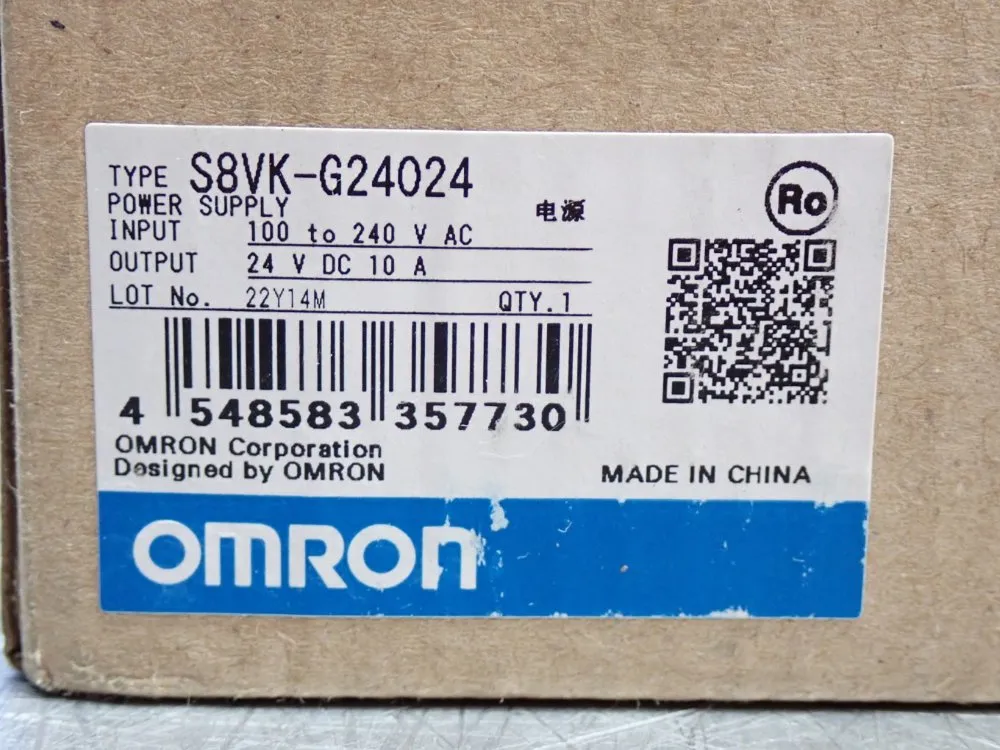 TYPE S8VK-G24024
POWER SUPPLY 电源
INPUT 100 to 240 V AC
OUTPUT 24 V DC 10 A
LOT No. 22Y14M QTY.1
Ro
4 548583 357730
OMRON Corporation
Designed by OMRON
MADE IN CHINA
OMRON